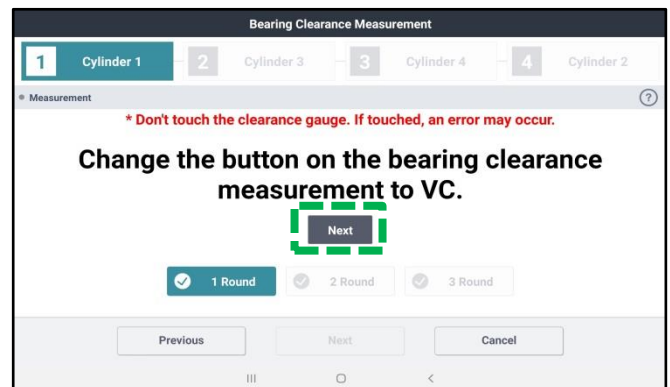 Bearing Clearance Measurement
1 Cylinder 1 2 Cylinder 3 3 Cylinder 4 4 Cylinder 2
Measurement ?
* Don't touch the clearance gauge. If touched, an error may occur.
Change the button on the bearing clearance
measurement to VC.
Next
1 Round 2 Round 3 Round
Previous Next Cancel